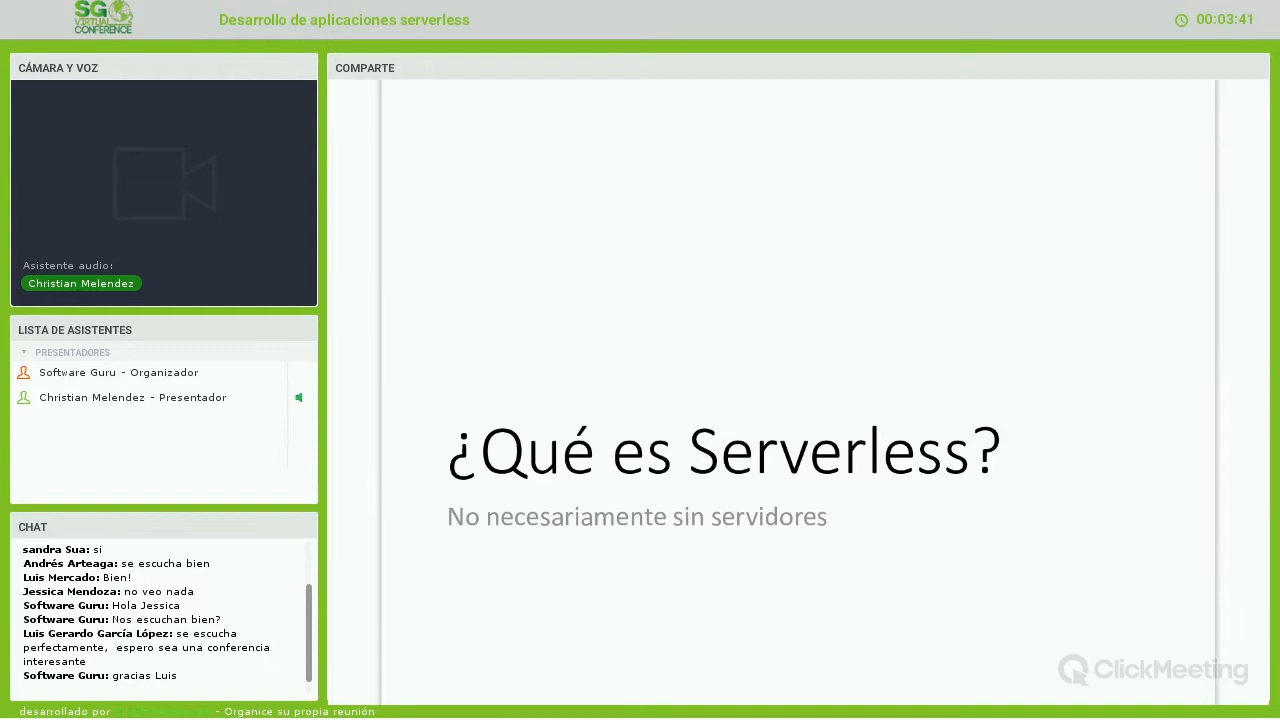 SG
VIRTUAL
CONFERENCE
Desarrollo de aplicaciones serverless
00:03:41
CÁMARA Y VOZ
Asistente audio:
Christian Melendez
LISTA DE ASISTENTES
PRESENTADORES
Software Guru - Organizador
Christian Melendez - Presentador
CHAT
sandra Sua: si
Andrés Arteaga: se escucha bien
Luis Mercado: Bien!
Jessica Mendoza: no veo nada
Software Guru: Hola Jessica
Software Guru: Nos escuchan bien?
Luis Gerardo García López: se escucha
perfectamente, espero sea una conferencia
interesante
Software Guru: gracias Luis
COMPARTE
¿Qué es Serverless?
No necesariamente sin servidores
ClickMeeting
desarrollado por - Organice su propia reunión